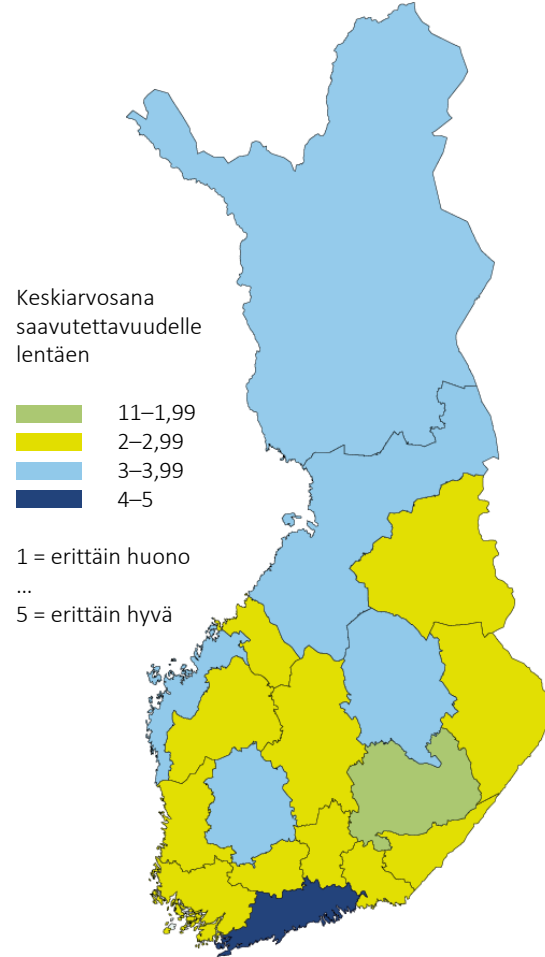 Keskiarvosana
saavutettavuudelle
lentäen
11–1,99
2–2,99
3–3,99
4–5
1 = erittäin huono
...
5 = erittäin hyvä